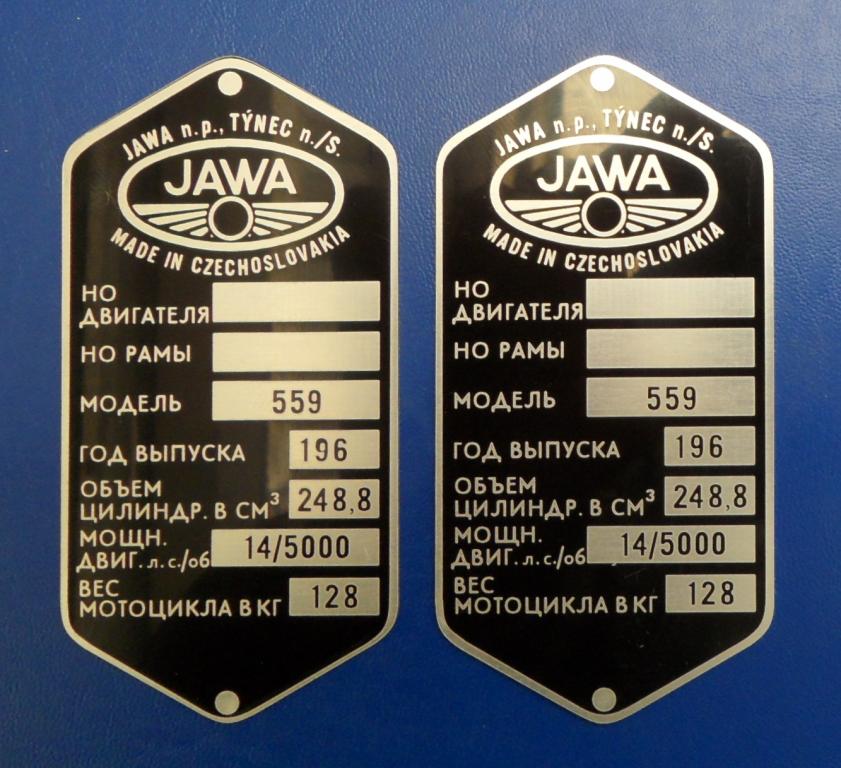 JAWA n.p., TÝNEC n./S.
JAWA
MADE IN CZECHOSLOVAKIA
НО
ДВИГАТЕЛЯ
НО РАМЫ
МОДЕЛЬ 559
ГОД ВЫПУСКА 196
ОБЪЕМ
ЦИЛИНДР. В СМ³ 248,8
МОЩН.
ДВИГ. л.с./об 14/5000
ВЕС
МОТОЦИКЛА В КГ 128
JAWA n.p., TÝNEC n./S.
JAWA
MADE IN CZECHOSLOVAKIA
НО
ДВИГАТЕЛЯ
НО РАМЫ
МОДЕЛЬ 559
ГОД ВЫПУСКА 196
ОБЪЕМ
ЦИЛИНДР. В СМ³ 248,8
МОЩН.
ДВИГ. л.с./об 14/5000
ВЕС
МОТОЦИКЛА В КГ 128